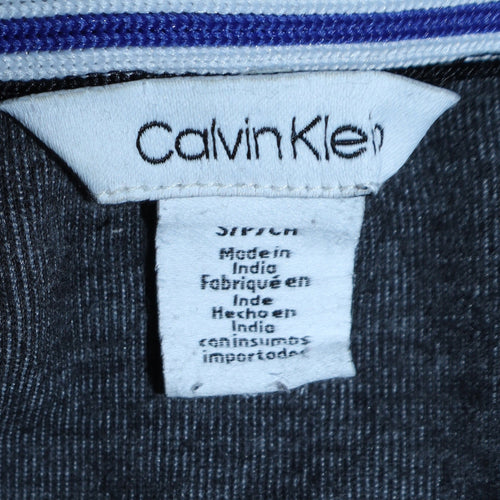 Calvin Klein
S/P/CH
Made in
India
Fabriqué en
Inde
Hecho en
India
con insumos
importados